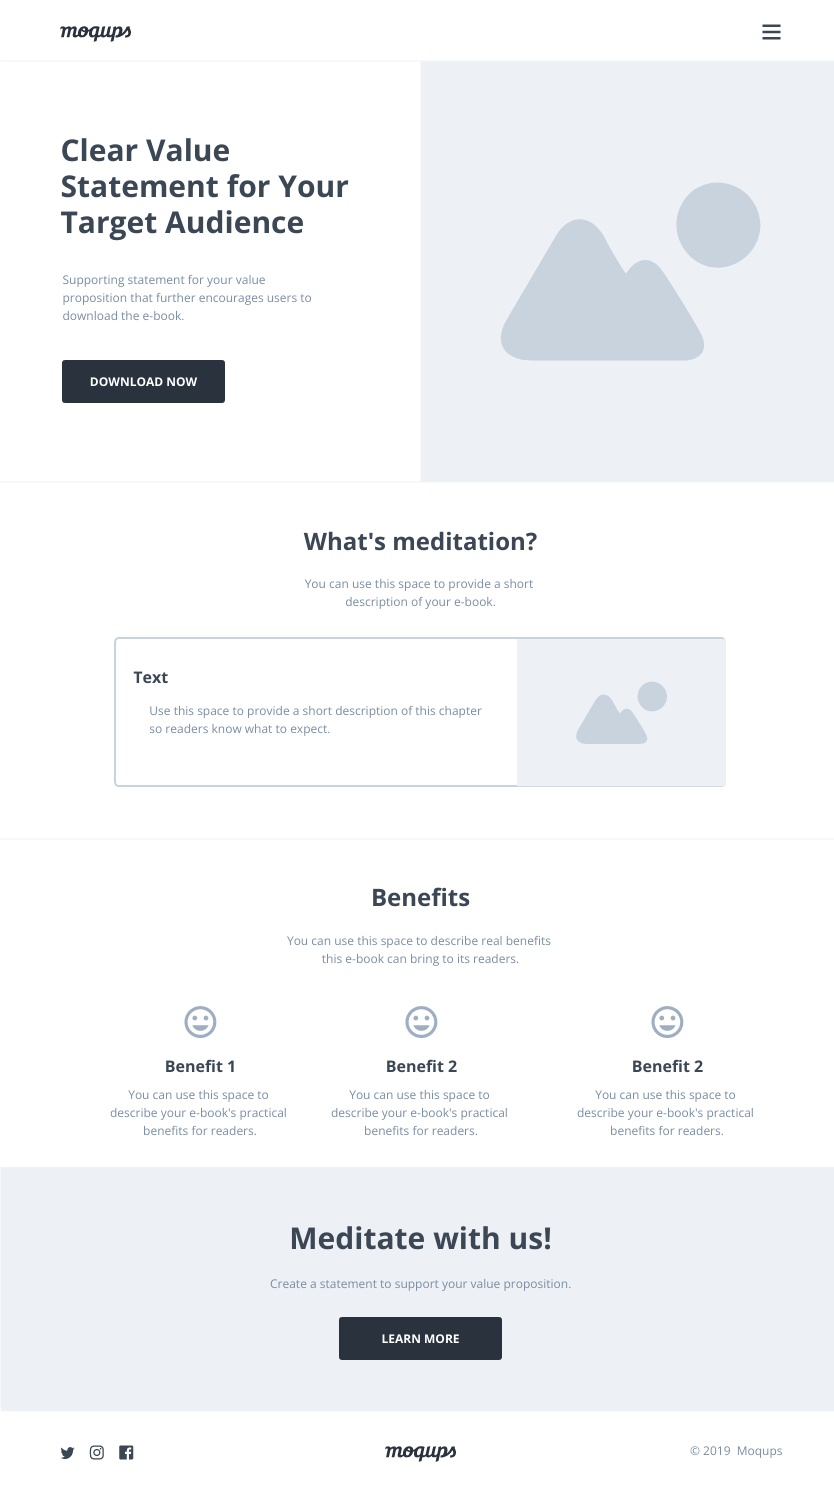 moqups
Clear Value
Statement for Your
Target Audience
Supporting statement for your value
proposition that further encourages users to
download the e-book.
DOWNLOAD NOW
What's meditation?
You can use this space to provide a short
description of your e-book.
Text
Use this space to provide a short description of this chapter
so readers know what to expect.
Benefits
You can use this space to describe real benefits
this e-book can bring to its readers.
Benefit 1
You can use this space to
describe your e-book's practical
benefits for readers.
Benefit 2
You can use this space to
describe your e-book's practical
benefits for readers.
Benefit 2
You can use this space to
describe your e-book's practical
benefits for readers.
Meditate with us!
Create a statement to support your value proposition.
LEARN MORE
moqups
© 2019 Moqups